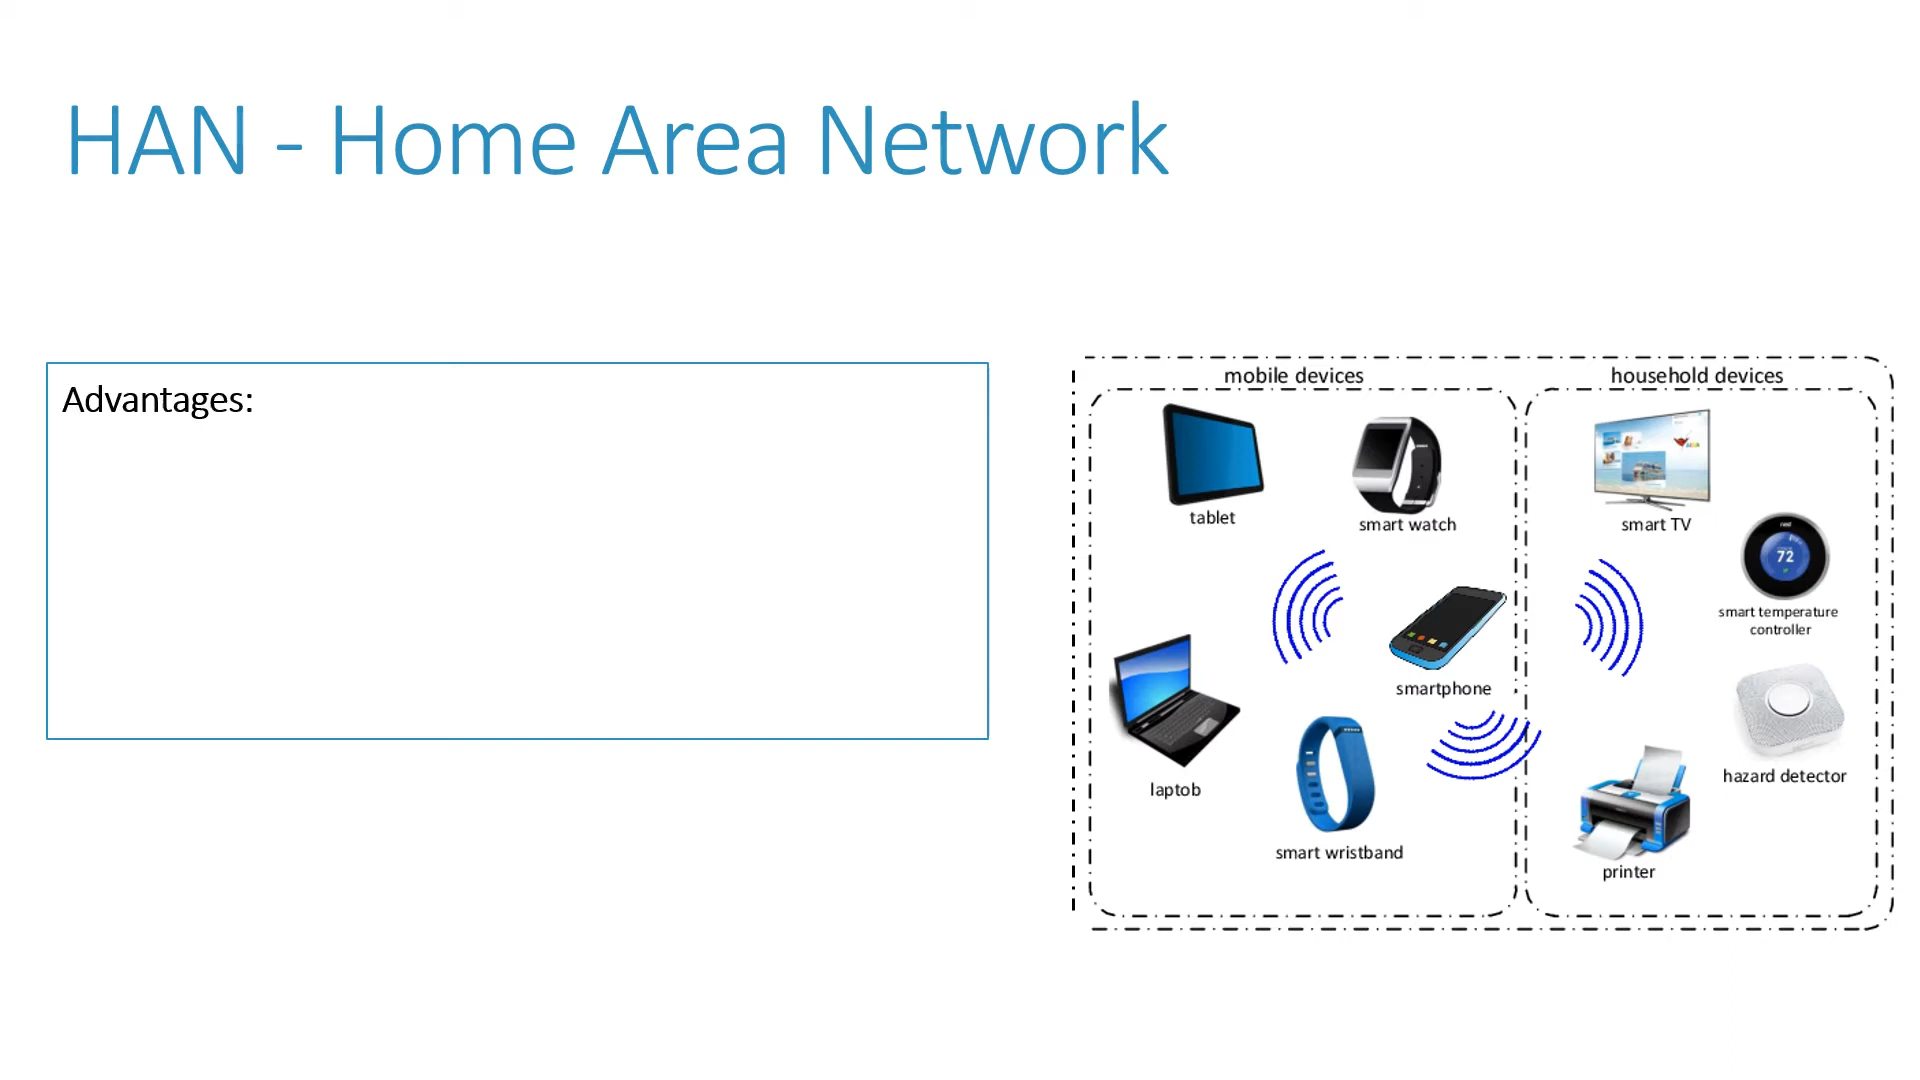 HAN - Home Area Network
Advantages:
mobile devices
household devices
tablet
smart watch
smart TV
72
smart temperature
controller
smartphone
laptob
hazard detector
smart wristband
printer